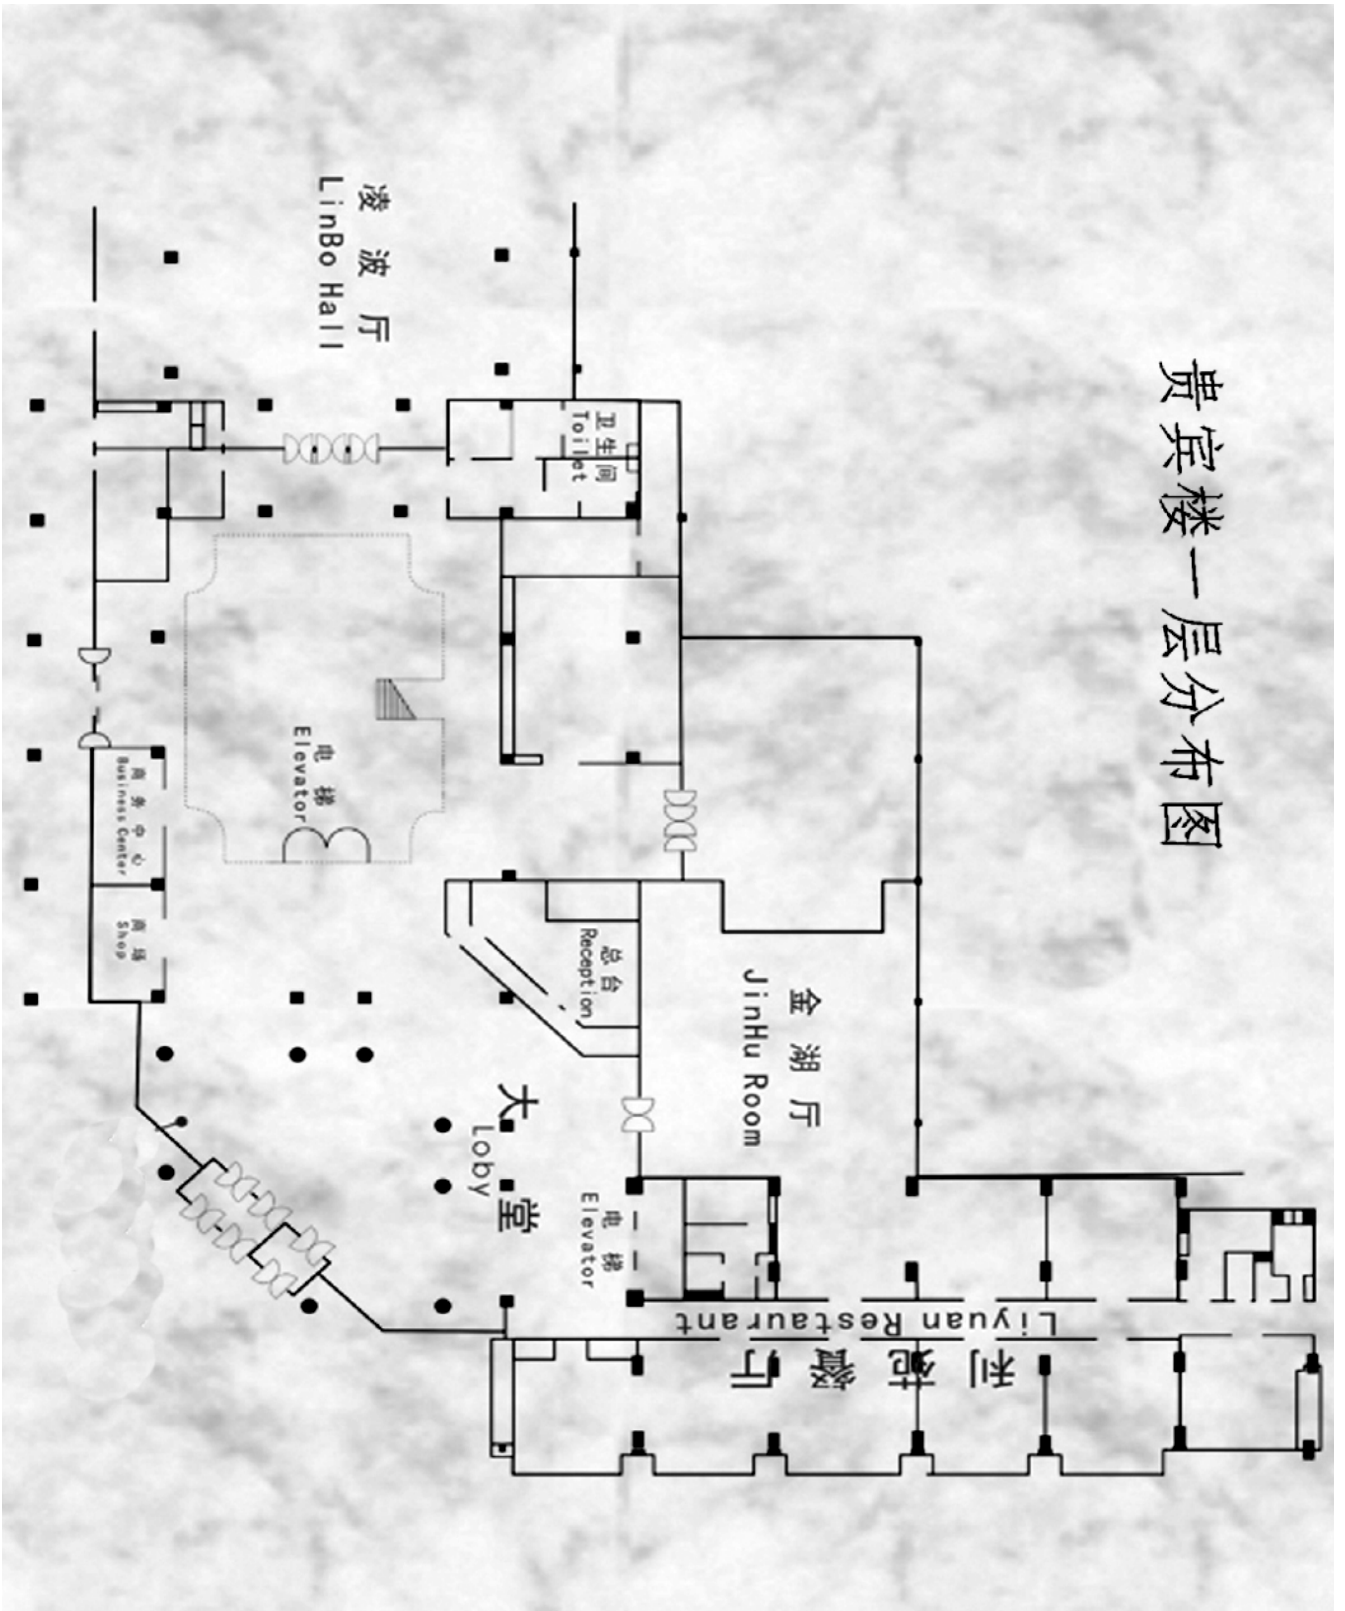 贵宾楼一层分布图
凌波厅
LinBo Hall
卫生间
Toilet
电梯
Elevator
商务中心
Business Center
商场
Shop
总台
Reception
金湖厅
JinHu Room
大堂
Loby
电梯
Elevator
Liyuan Restaurant
利苑餐厅